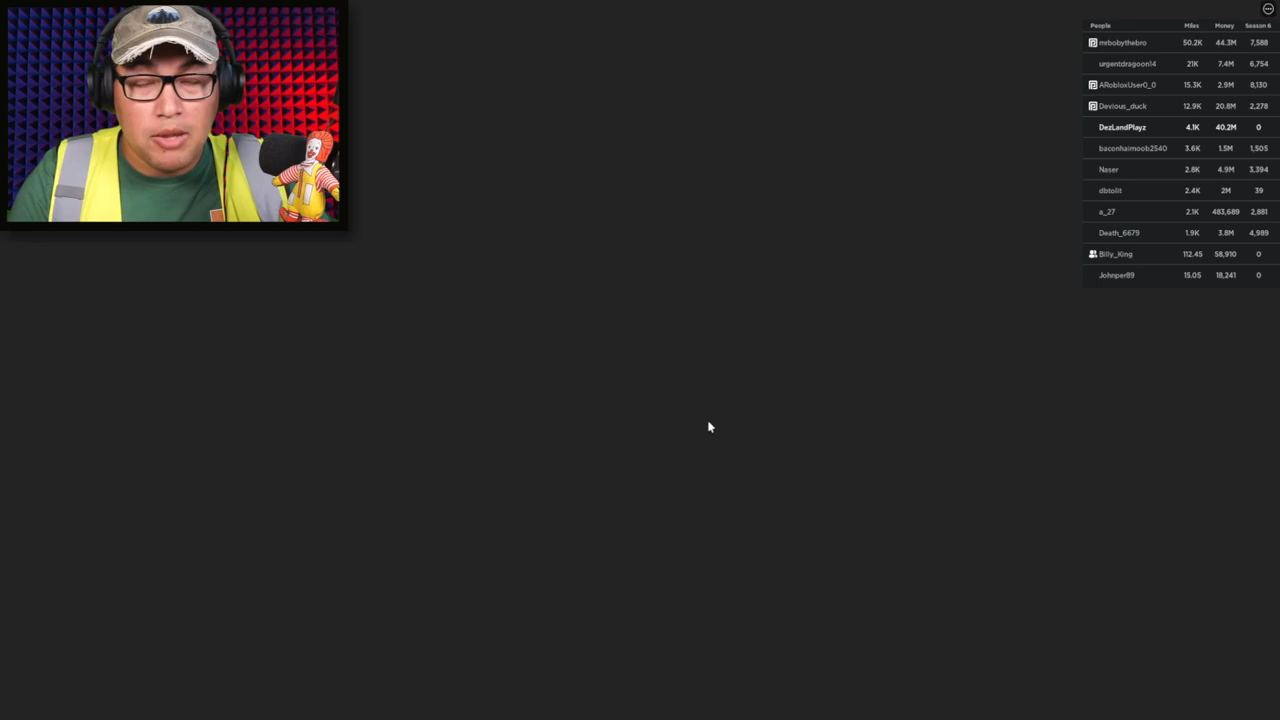 People Miles Money Season 6
mrbobythebro 50.2K 44.3M 7,588
urgentdragoon14 21K 7.4M 6,754
ARobloxUser0_0 15.3K 2.9M 8,130
Devious_duck 12.9K 20.8M 2,278
DezLandPlayz 4.1K 40.2M 0
baconhairnoob2540 3.6K 1.5M 1,505
Naser 2.8K 4.9M 3,394
dbtolit 2.4K 2M 39
a_27 2.1K 483,689 2,881
Death_6679 1.9K 3.8M 4,989
Billy_King 112.45 58,910 0
Johnper89 15.05 18,241 0